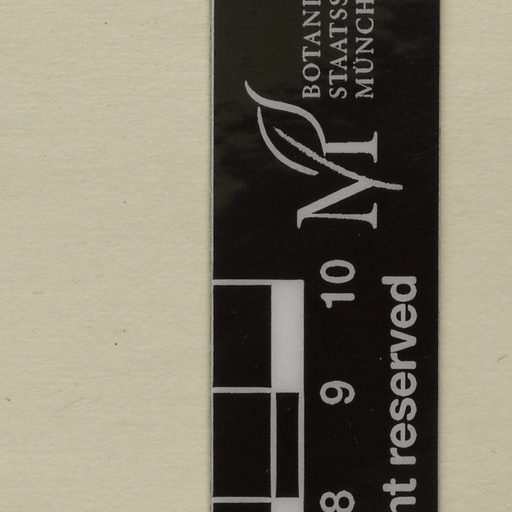 BOTANI
STAATSS
MÜNCH
M
10
9
8
nt reserved